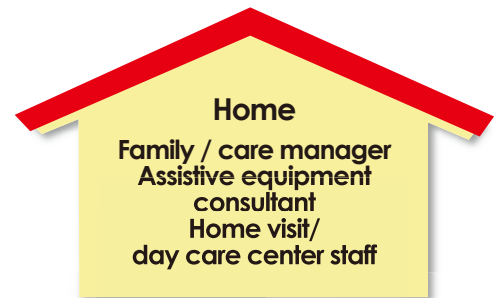 Home
Family / care manager
Assistive equipment
consultant
Home visit/
day care center staff